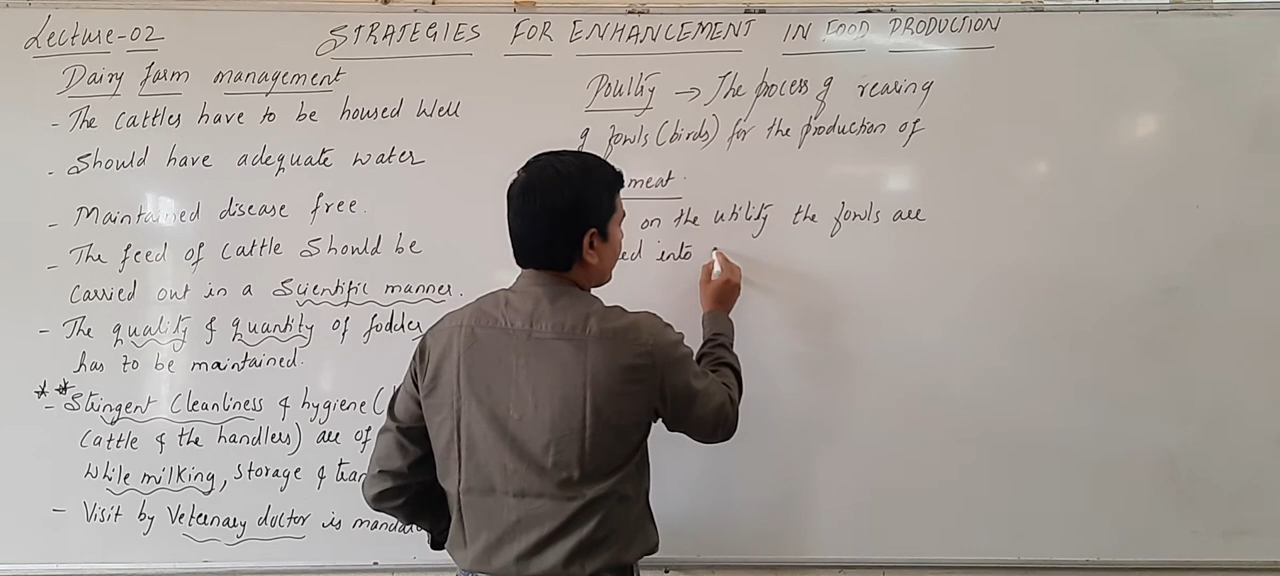 Lecture-02
STRATEGIES FOR ENHANCEMENT IN FOOD PRODUCTION
Dairy farm management
- The cattles have to be housed well
- Should have adequate water
- Maintained disease free.
- The feed of cattle should be
carried out in a scientific manner.
- The quality & quantity of fodder
has to be maintained.
- Stringent cleanliness & hygiene (
cattle & the handlers) are of
while milking, storage &
- Visit by Veternary doctor is
Poultry → The process of rearing
of fowls (birds) for the production of
meat.
on the utility the fowls are
into